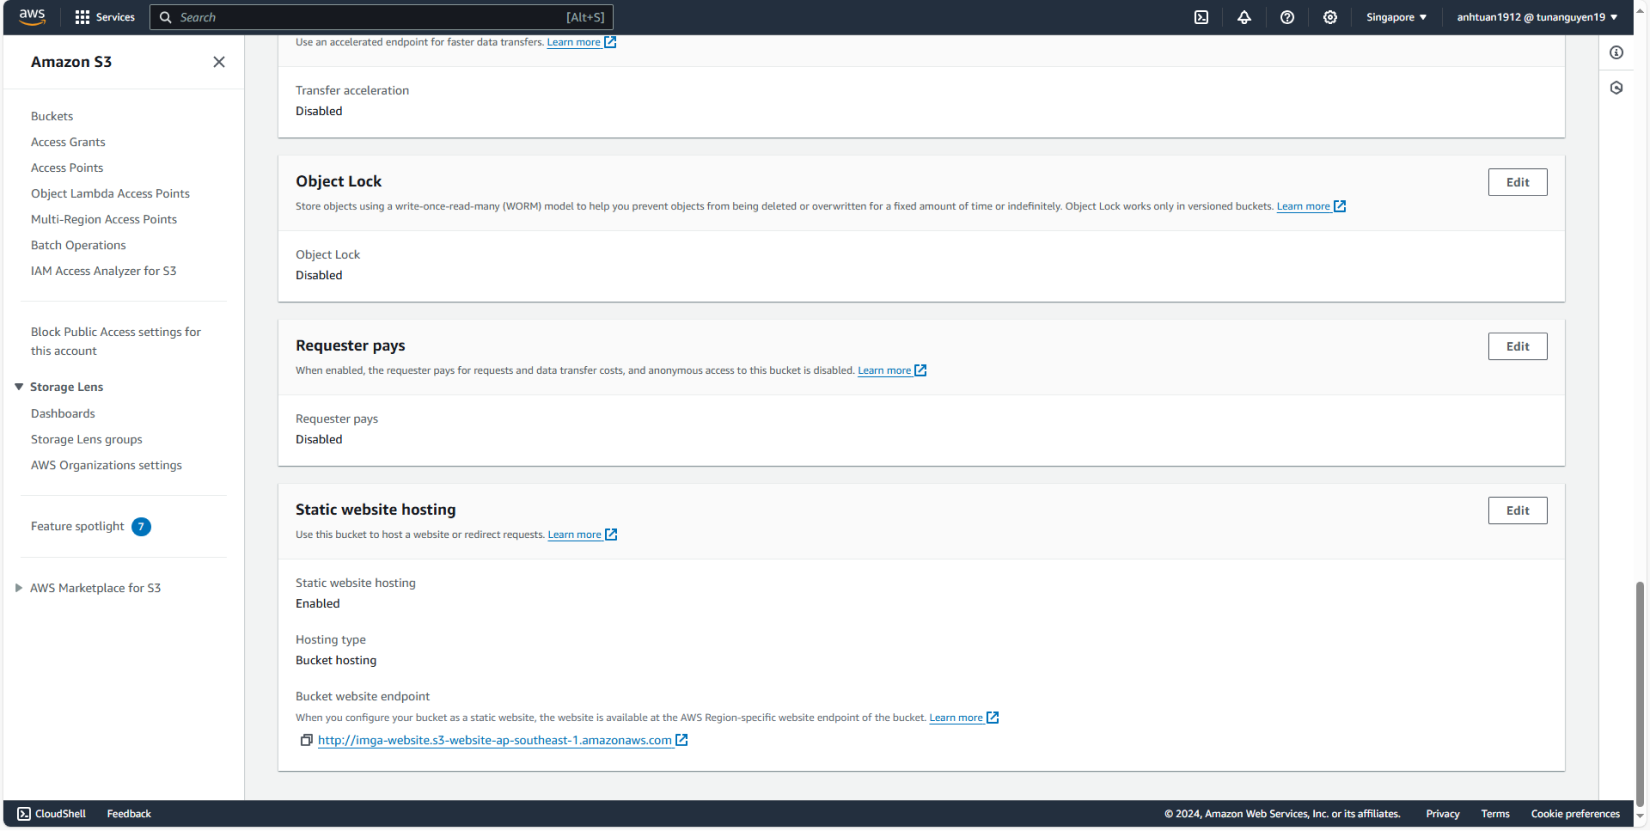 aws
Services
Search
[Alt+S]
Singapore
anhtuan1912 @ tunanguyen19
Amazon S3
Buckets
Access Grants
Access Points
Object Lambda Access Points
Multi-Region Access Points
Batch Operations
IAM Access Analyzer for S3
Block Public Access settings for
this account
Storage Lens
Dashboards
Storage Lens groups
AWS Organizations settings
Feature spotlight 7
AWS Marketplace for S3
Use an accelerated endpoint for faster data transfers. Learn more
Transfer acceleration
Disabled
Object Lock
Edit
Store objects using a write-once-read-many (WORM) model to help you prevent objects from being deleted or overwritten for a fixed amount of time or indefinitely. Object Lock works only in versioned buckets. Learn more
Object Lock
Disabled
Requester pays
Edit
When enabled, the requester pays for requests and data transfer costs, and anonymous access to this bucket is disabled. Learn more
Requester pays
Disabled
Static website hosting
Edit
Use this bucket to host a website or redirect requests. Learn more
Static website hosting
Enabled
Hosting type
Bucket hosting
Bucket website endpoint
When you configure your bucket as a static website, the website is available at the AWS Region-specific website endpoint of the bucket. Learn more
http://imga-website.s3-website-ap-southeast-1.amazonaws.com
CloudShell
Feedback
© 2024, Amazon Web Services, Inc. or its affiliates.
Privacy
Terms
Cookie preferences